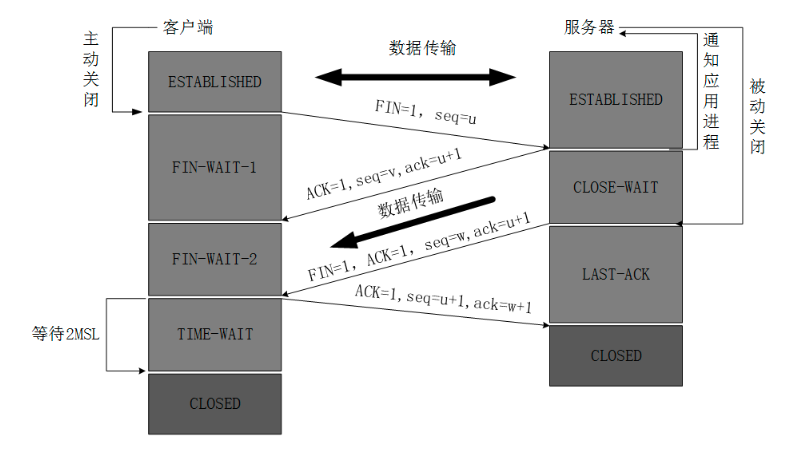 客户端
服务器
主动关闭
数据传输
通知应用进程
被动关闭
ESTABLISHED
ESTABLISHED
FIN=1, seq=u
FIN-WAIT-1
ACK=1,seq=v,ack=u+1
CLOSE-WAIT
数据传输
FIN-WAIT-2
FIN=1, ACK=1, seq=w,ack=u+1
LAST-ACK
ACK=1,seq=u+1,ack=w+1
等待2MSL
TIME-WAIT
CLOSED
CLOSED